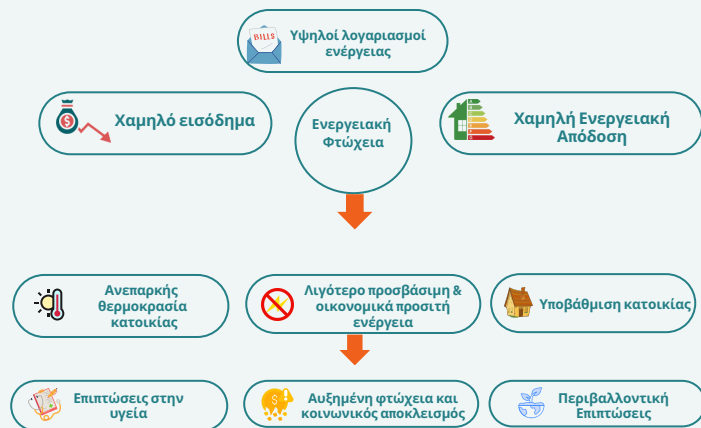 BILLS
Υψηλοί λογαριασμοί
ενέργειας
Χαμηλό εισόδημα
Ενεργειακή
Φτώχεια
Χαμηλή Ενεργειακή
Απόδοση
Ανεπαρκής
θερμοκρασία
κατοικίας
Λιγότερο προσβάσιμη &
οικονομικά προσιτή
ενέργεια
Υποβάθμιση κατοικίας
Επιπτώσεις στην
υγεία
Αυξημένη φτώχεια και
κοινωνικός αποκλεισμός
Περιβαλλοντική
Επιπτώσεις